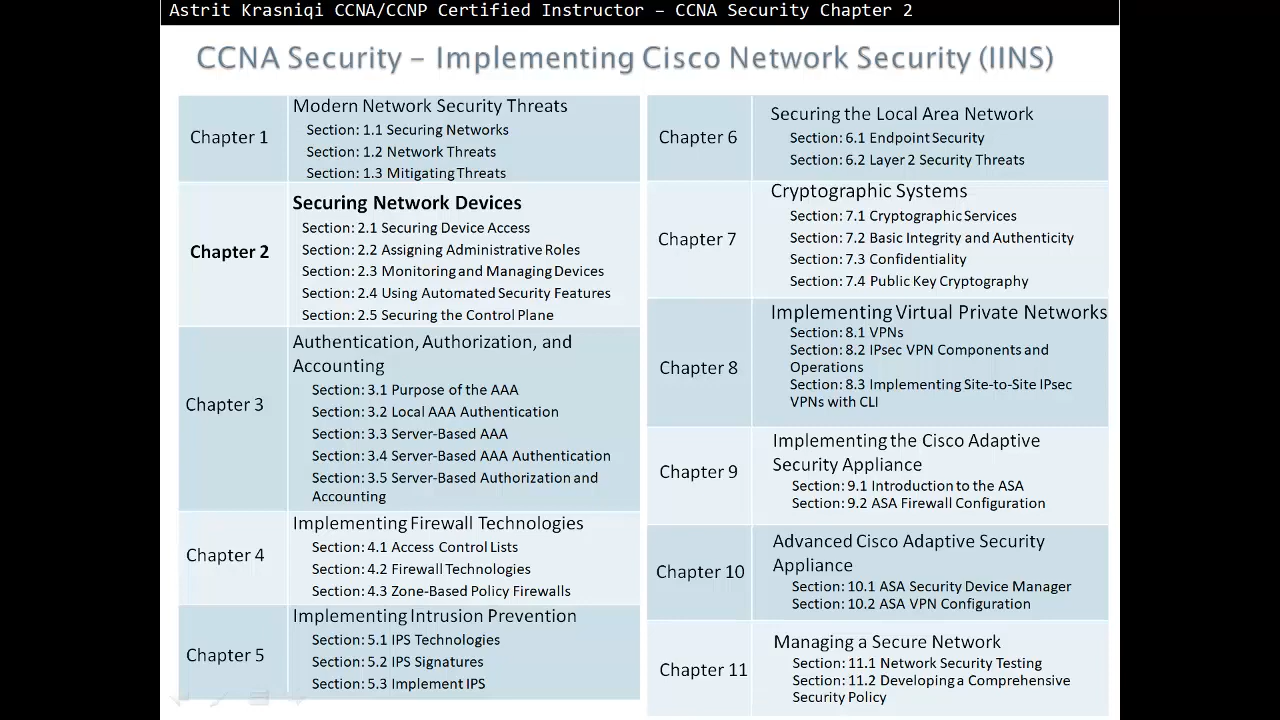 Astrit Krasniqi CCNA/CCNP Certified Instructor – CCNA Security Chapter 2
CCNA Security – Implementing Cisco Network Security (IINS)
Chapter 1
Modern Network Security Threats
Section: 1.1 Securing Networks
Section: 1.2 Network Threats
Section: 1.3 Mitigating Threats
Chapter 2
Securing Network Devices
Section: 2.1 Securing Device Access
Section: 2.2 Assigning Administrative Roles
Section: 2.3 Monitoring and Managing Devices
Section: 2.4 Using Automated Security Features
Section: 2.5 Securing the Control Plane
Chapter 3
Authentication, Authorization, and
Accounting
Section: 3.1 Purpose of the AAA
Section: 3.2 Local AAA Authentication
Section: 3.3 Server-Based AAA
Section: 3.4 Server-Based AAA Authentication
Section: 3.5 Server-Based Authorization and
Accounting
Chapter 4
Implementing Firewall Technologies
Section: 4.1 Access Control Lists
Section: 4.2 Firewall Technologies
Section: 4.3 Zone-Based Policy Firewalls
Chapter 5
Implementing Intrusion Prevention
Section: 5.1 IPS Technologies
Section: 5.2 IPS Signatures
Section: 5.3 Implement IPS
Chapter 6
Securing the Local Area Network
Section: 6.1 Endpoint Security
Section: 6.2 Layer 2 Security Threats
Chapter 7
Cryptographic Systems
Section: 7.1 Cryptographic Services
Section: 7.2 Basic Integrity and Authenticity
Section: 7.3 Confidentiality
Section: 7.4 Public Key Cryptography
Chapter 8
Implementing Virtual Private Networks
Section: 8.1 VPNs
Section: 8.2 IPsec VPN Components and
Operations
Section: 8.3 Implementing Site-to-Site IPsec
VPNs with CLI
Chapter 9
Implementing the Cisco Adaptive
Security Appliance
Section: 9.1 Introduction to the ASA
Section: 9.2 ASA Firewall Configuration
Chapter 10
Advanced Cisco Adaptive Security
Appliance
Section: 10.1 ASA Security Device Manager
Section: 10.2 ASA VPN Configuration
Chapter 11
Managing a Secure Network
Section: 11.1 Network Security Testing
Section: 11.2 Developing a Comprehensive
Security Policy